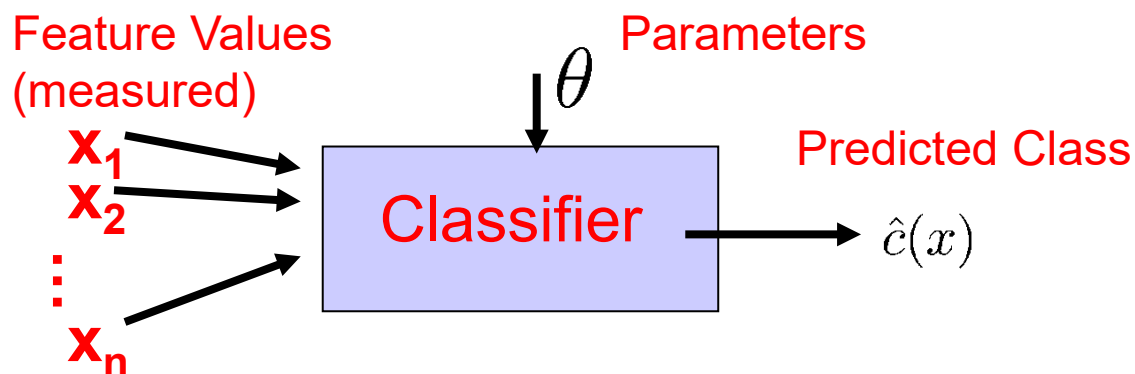 Feature Values
(measured)
Parameters
θ
x₁
x₂
⋮
xₙ
Classifier
Predicted Class
ĉ(x)